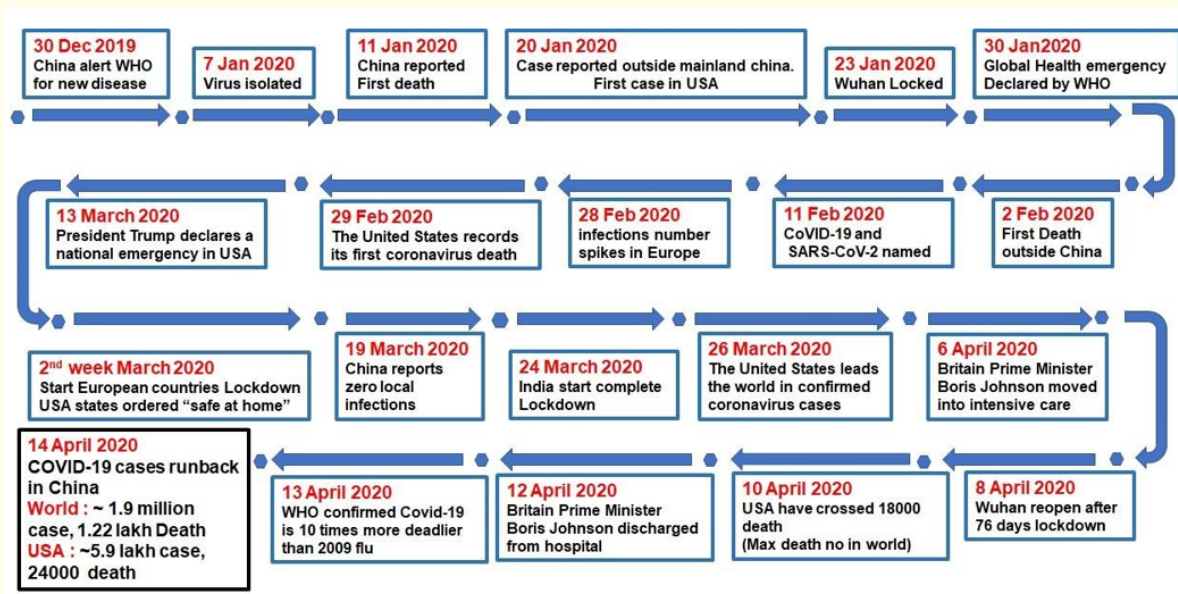 30 Dec 2019
China alert WHO
for new disease
7 Jan 2020
Virus isolated
11 Jan 2020
China reported
First death
20 Jan 2020
Case reported outside mainland china.
First case in USA
23 Jan 2020
Wuhan Locked
30 Jan2020
Global Health emergency
Declared by WHO
2 Feb 2020
First Death
outside China
11 Feb 2020
CoVID-19 and
SARS-CoV-2 named
28 Feb 2020
infections number
spikes in Europe
29 Feb 2020
The United States records
its first coronavirus death
13 March 2020
President Trump declares a
national emergency in USA
2nd week March 2020
Start European countries Lockdown
USA states ordered “safe at home”
19 March 2020
China reports
zero local
infections
24 March 2020
India start complete
Lockdown
26 March 2020
The United States leads
the world in confirmed
coronavirus cases
6 April 2020
Britain Prime Minister
Boris Johnson moved
into intensive care
8 April 2020
Wuhan reopen after
76 days lockdown
10 April 2020
USA have crossed 18000
death
(Max death no in world)
12 April 2020
Britain Prime Minister
Boris Johnson discharged
from hospital
13 April 2020
WHO confirmed Covid-19
is 10 times more deadlier
than 2009 flu
14 April 2020
COVID-19 cases runback
in China
World : ~ 1.9 million
case, 1.22 lakh Death
USA : ~5.9 lakh case,
24000 death